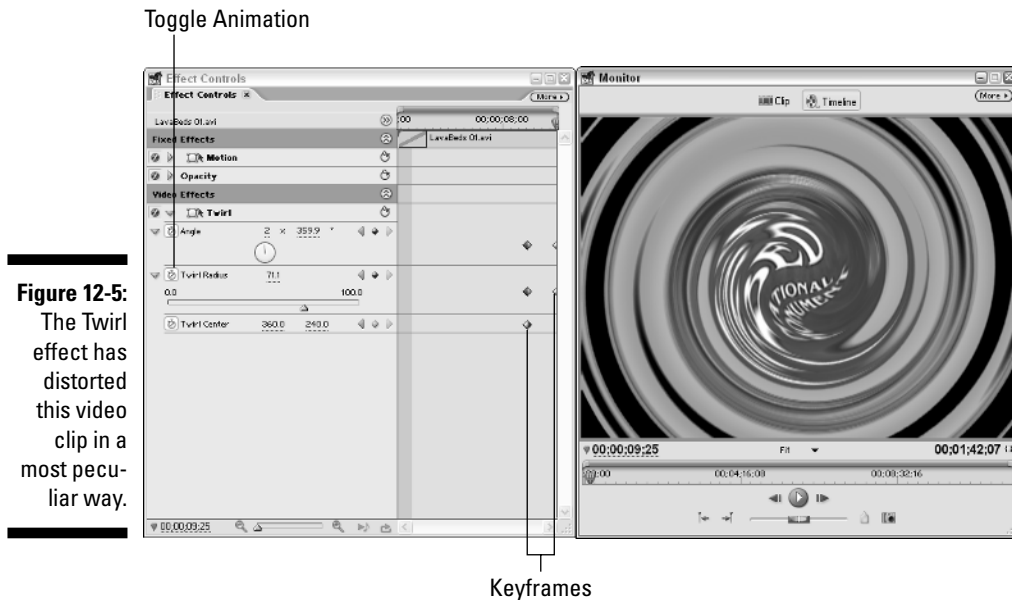 Toggle Animation
Effect Controls
Effect Controls ×
More
LavaBeds 01.avi
:00 00;00;08;00
Fixed Effects
LavaBeds 01.avi
Motion
Opacity
Video Effects
Twirl
Angle 2 x 359.9 °
Twirl Radius 71.1
0.0 100.0
Twirl Center 360.0 240.0
00;00;09;25
Monitor
Clip Timeline
More
TIONAL
00;00;09;25 Fit 00;01;42;07
;00 00;04;16;08 00;08;32;16
Keyframes
Figure 12-5:
The Twirl
effect has
distorted
this video
clip in a
most pecu-
liar way.